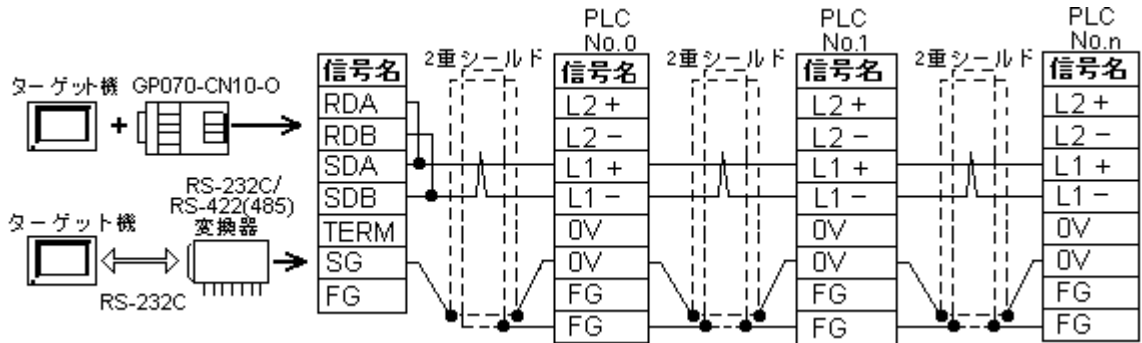 ターゲット機 GP070-CN10-O
+
RS-232C/
RS-422(485)
変換器
ターゲット機
RS-232C
信号名
RDA
RDB
SDA
SDB
TERM
SG
FG
2重シールド
PLC
No.0
信号名
L2 +
L2 −
L1 +
L1 −
0V
0V
FG
FG
2重シールド
PLC
No.1
信号名
L2 +
L2 −
L1 +
L1 −
0V
0V
FG
FG
2重シールド
PLC
No.n
信号名
L2 +
L2 −
L1 +
L1 −
0V
0V
FG
FG